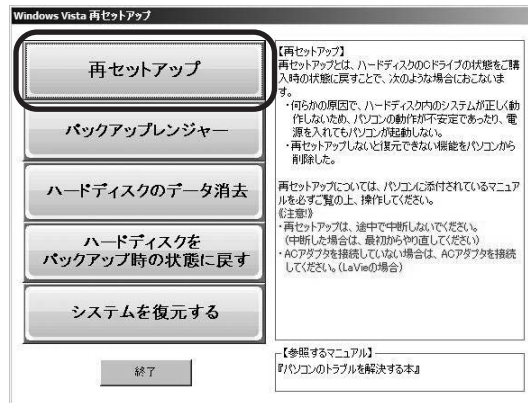 Windows Vista 再セットアップ
再セットアップ
バックアップレンジャー
ハードディスクのデータ消去
ハードディスクを
バックアップ時の状態に戻す
システムを復元する
終了
【再セットアップ】
再セットアップとは、ハードディスクのCドライブの状態をご購
入時の状態に戻すことで、次のような場合におこないま
す。
・何らかの原因で、ハードディスク内のシステムが正しく動
作しないため、パソコンの動作が不安定であったり、電
源を入れてもパソコンが起動しない。
・再セットアップしないと復元できない機能をパソコンから
削除した。
再セットアップについては、パソコンに添付されているマニュア
ルを必ずご覧の上、操作してください。
《注意!》
・再セットアップは、途中で中断しないでください。
(中断した場合は、最初からやり直してください)
・ACアダプタを接続していない場合は、ACアダプタを接続
してください。(LaVieの場合)
【参照するマニュアル】
『パソコンのトラブルを解決する本』